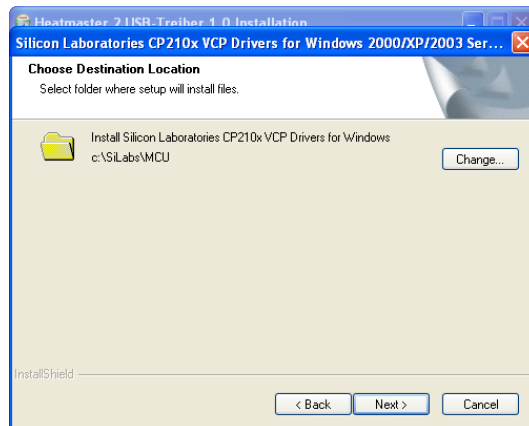 Heatmaster 2 USB-Treiber 1.0 Installation
Silicon Laboratories CP210x VCP Drivers for Windows 2000/XP/2003 Ser...
Choose Destination Location
Select folder where setup will install files.
Install Silicon Laboratories CP210x VCP Drivers for Windows
c:\SiLabs\MCU
Change...
InstallShield
< Back
Next >
Cancel